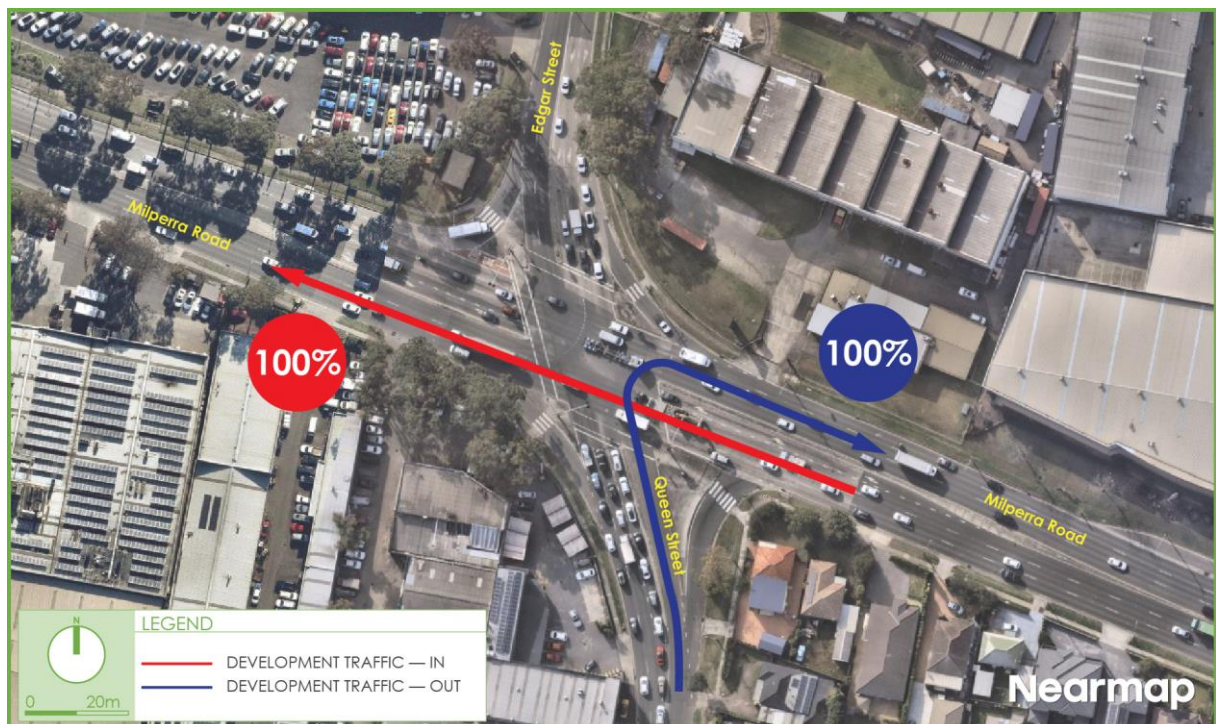 Edgar Street
Milperra Road
100%
100%
Queen Street
Milperra Road
N
LEGEND
DEVELOPMENT TRAFFIC — IN
DEVELOPMENT TRAFFIC — OUT
0 20m
Nearmap